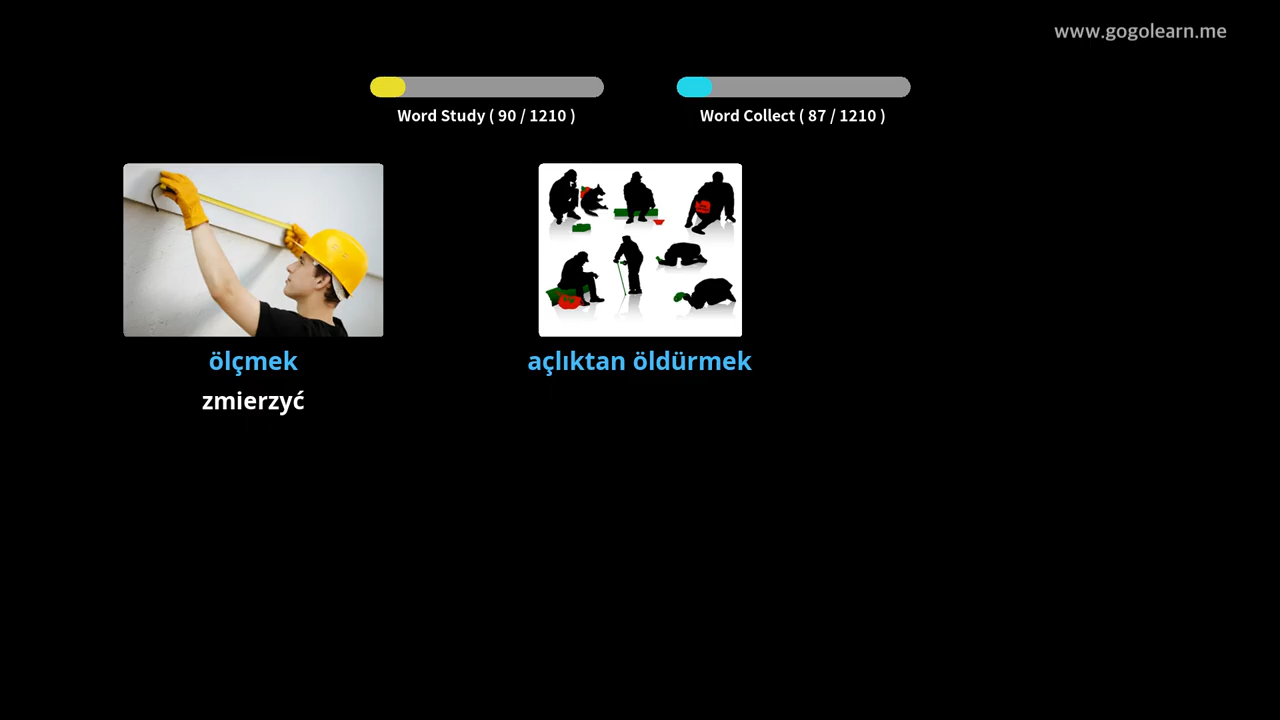 www.gogolearn.me
Word Study ( 90 / 1210 )
Word Collect ( 87 / 1210 )
ölçmek
açlıktan öldürmek
zmierzyć